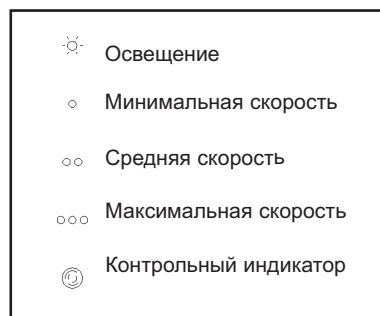 Освещение
Минимальная скорость
Средняя скорость
Максимальная скорость
Контрольный индикатор